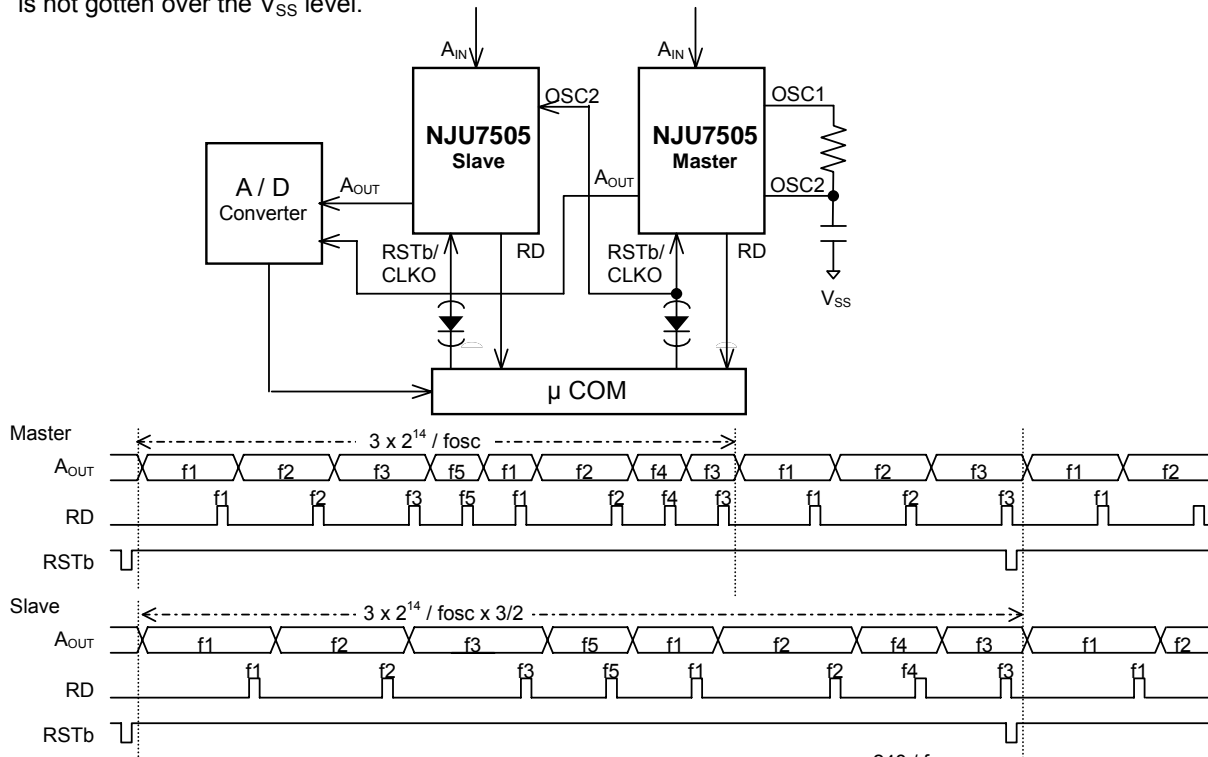 is not gotten over the VSS level.
AIN
AIN
OSC2
OSC1
NJU7505
Slave
NJU7505
Master
A / D
Converter
AOUT
AOUT
OSC2
RSTb/
CLKO
RD
RSTb/
CLKO
RD
VSS
μ COM
Master
3 x 2^14 / fosc
AOUT
f1 f2 f3 f5 f1 f2 f4 f3 f1 f2 f3 f1 f2
RD
f1 f2 f3 f5 f1 f2 f4 f3 f1 f2 f3 f1
RSTb
Slave
3 x 2^14 / fosc x 3/2
AOUT
f1 f2 f3 f5 f1 f2 f4 f3 f1 f2
RD
f1 f2 f3 f5 f1 f2 f4 f3 f1
RSTb